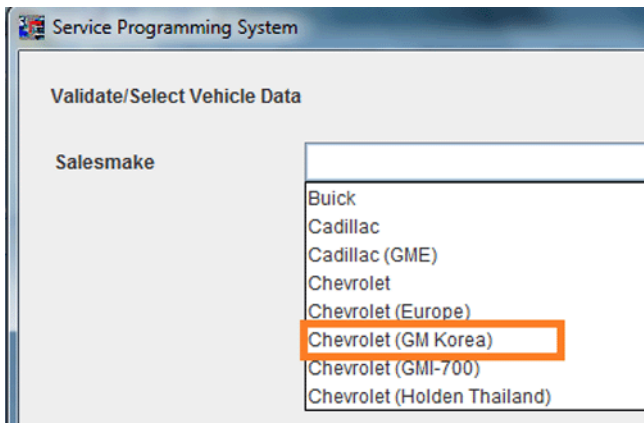 Service Programming System
Validate/Select Vehicle Data
Salesmake
Buick
Cadillac
Cadillac (GME)
Chevrolet
Chevrolet (Europe)
Chevrolet (GM Korea)
Chevrolet (GMI-700)
Chevrolet (Holden Thailand)